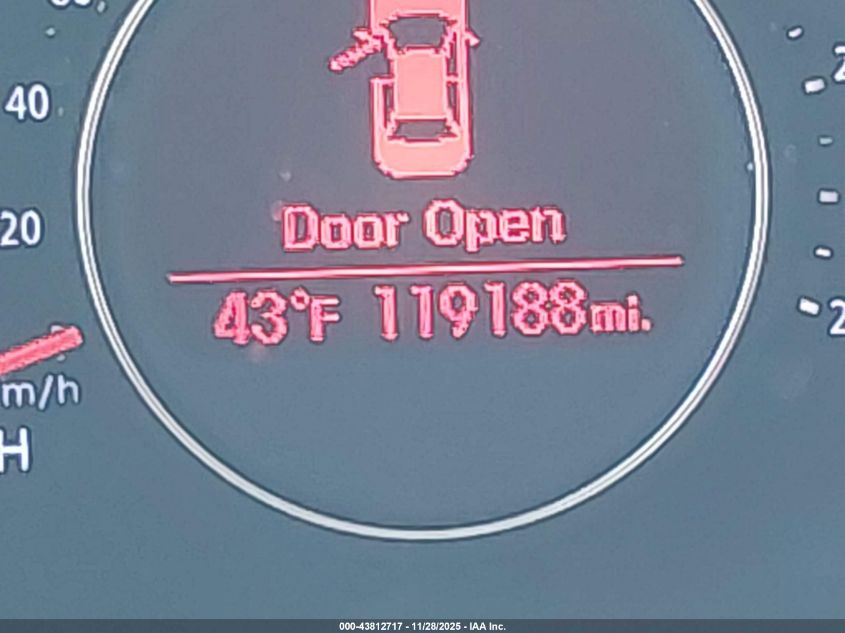 40
20
Door Open
43°F 119188mi.
m/h
H
000-43812717 - 11/28/2025 - IAA Inc.